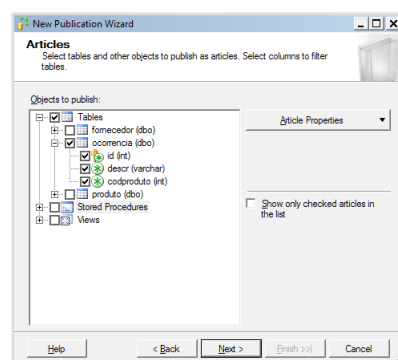 New Publication Wizard
Articles
Select tables and other objects to publish as articles. Select columns to filter
tables.
Objects to publish:
Tables
fornecedor (dbo)
ocorrencia (dbo)
id (int)
descr (varchar)
codproduto (int)
produto (dbo)
Stored Procedures
Views
Article Properties
Show only checked articles in
the list
Help
< Back
Next >
Finish >>|
Cancel